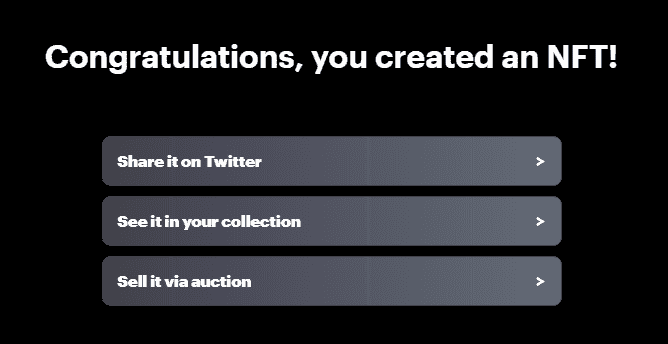 Congratulations, you created an NFT!
Share it on Twitter >
See it in your collection >
Sell it via auction >